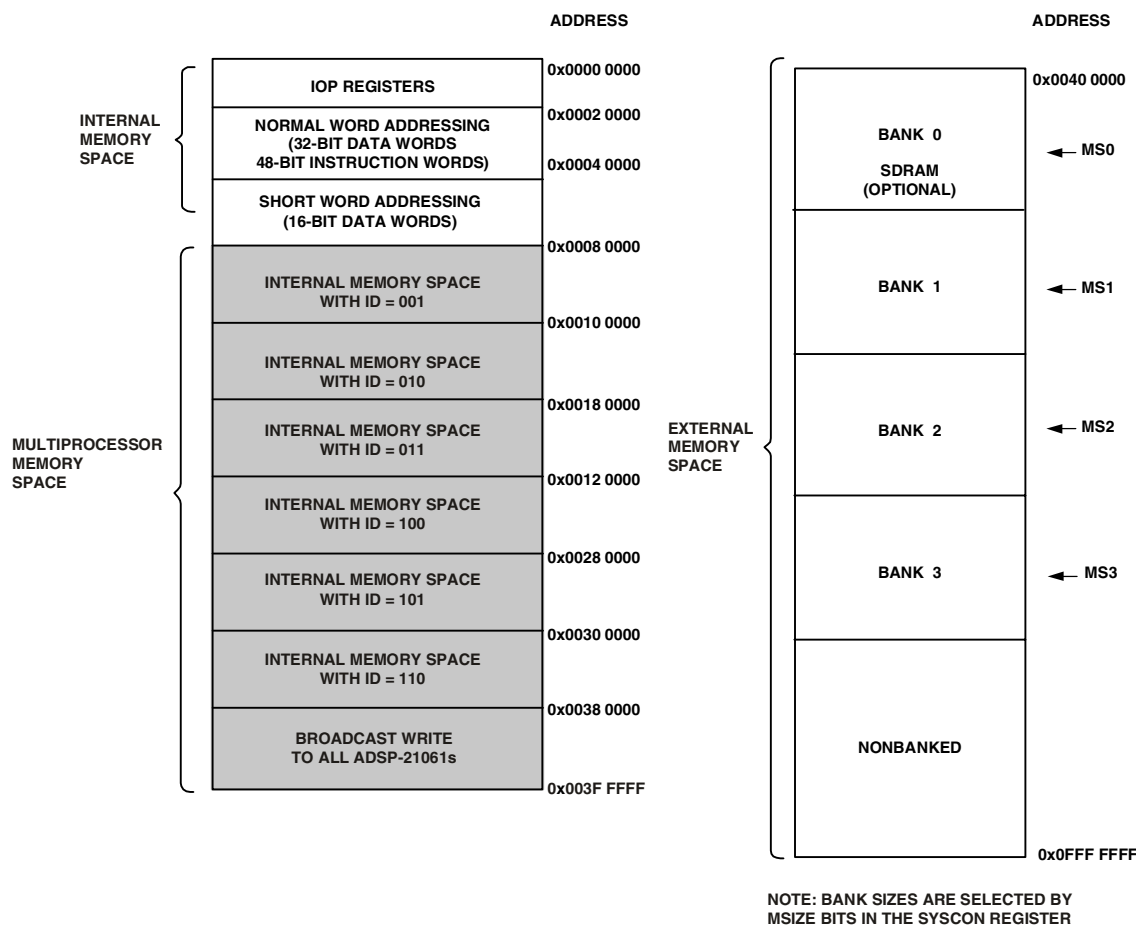 ADDRESS
0x0000 0000
IOP REGISTERS
0x0002 0000
INTERNAL
MEMORY
SPACE
NORMAL WORD ADDRESSING
(32-BIT DATA WORDS
48-BIT INSTRUCTION WORDS)
0x0004 0000
SHORT WORD ADDRESSING
(16-BIT DATA WORDS)
0x0008 0000
INTERNAL MEMORY SPACE
WITH ID = 001
0x0010 0000
INTERNAL MEMORY SPACE
WITH ID = 010
0x0018 0000
MULTIPROCESSOR
MEMORY
SPACE
INTERNAL MEMORY SPACE
WITH ID = 011
0x0012 0000
INTERNAL MEMORY SPACE
WITH ID = 100
0x0028 0000
INTERNAL MEMORY SPACE
WITH ID = 101
0x0030 0000
INTERNAL MEMORY SPACE
WITH ID = 110
0x0038 0000
BROADCAST WRITE
TO ALL ADSP-21061s
0x003F FFFF
ADDRESS
0x0040 0000
BANK 0
MS0
SDRAM
(OPTIONAL)
BANK 1
MS1
EXTERNAL
MEMORY
SPACE
BANK 2
MS2
BANK 3
MS3
NONBANKED
0x0FFF FFFF
NOTE: BANK SIZES ARE SELECTED BY
MSIZE BITS IN THE SYSCON REGISTER